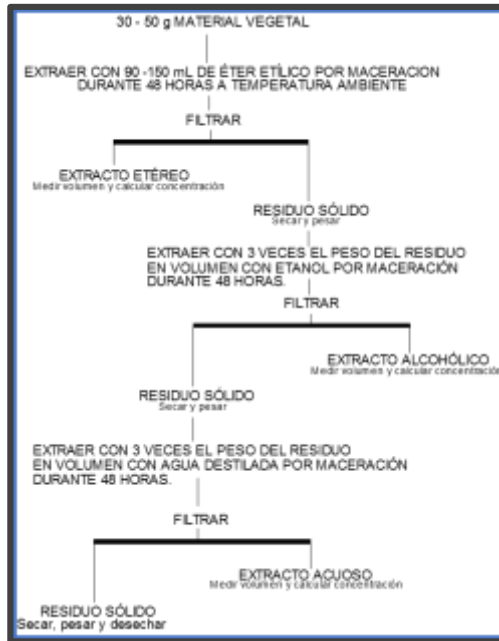 30 - 50 g MATERIAL VEGETAL
EXTRAER CON 90 -150 mL DE ÉTER ETÍLICO POR MACERACION
DURANTE 48 HORAS A TEMPERATURA AMBIENTE
FILTRAR
EXTRACTO ETÉREO
Medir volumen y calcular concentración
RESIDUO SÓLIDO
Secar y pesar
EXTRAER CON 3 VECES EL PESO DEL RESIDUO
EN VOLUMEN CON ETANOL POR MACERACIÓN
DURANTE 48 HORAS.
FILTRAR
EXTRACTO ALCOHÓLICO
Medir volumen y calcular concentración
RESIDUO SÓLIDO
Secar y pesar
EXTRAER CON 3 VECES EL PESO DEL RESIDUO
EN VOLUMEN CON AGUA DESTILADA POR MACERACIÓN
DURANTE 48 HORAS.
FILTRAR
EXTRACTO ACUOSO
Medir volumen y calcular concentración
RESIDUO SÓLIDO
Secar, pesar y desechar